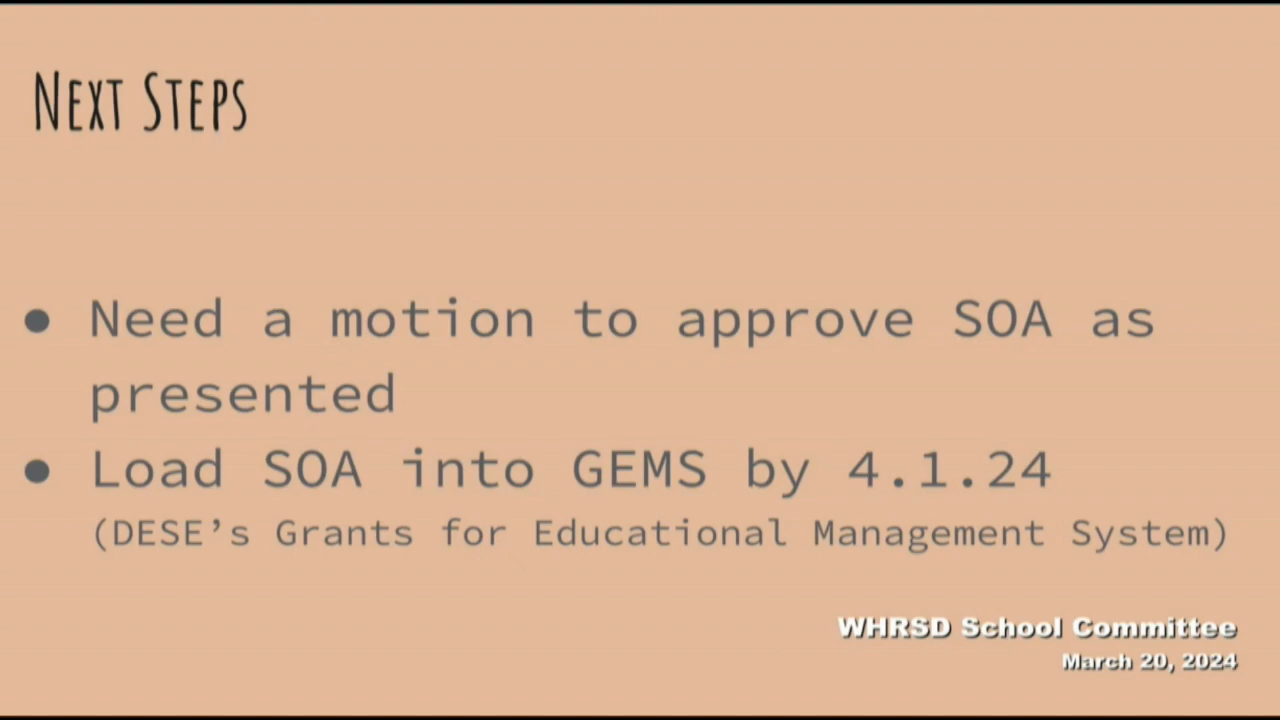 Next Steps
● Need a motion to approve SOA as
presented
● Load SOA into GEMS by 4.1.24
(DESE’s Grants for Educational Management System)
WHRSD School Committee
March 20, 2024